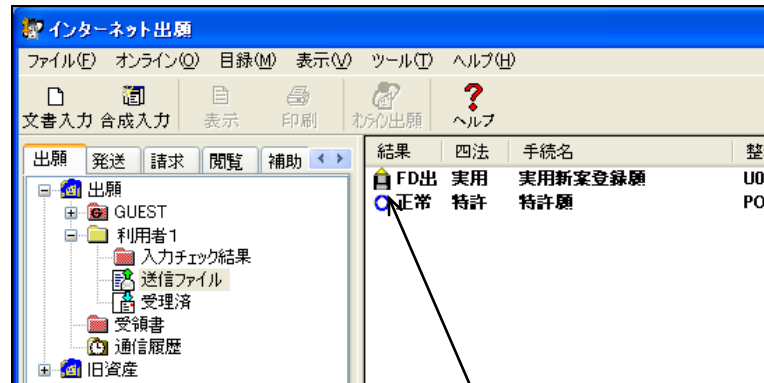 インターネット出願
ファイル(F) オンライン(O) 目録(M) 表示(V) ツール(T) ヘルプ(H)
文書入力 合成入力 表示 印刷 オンライン出願 ヘルプ
出願 発送 請求 閲覧 補助
結果 四法 手続名 整
出願
GUEST
利用者1
入力チェック結果
送信ファイル
受理済
受領書
通信履歴
旧資産
FD出 実用 実用新案登録願 U0
正常 特許 特許願 PO